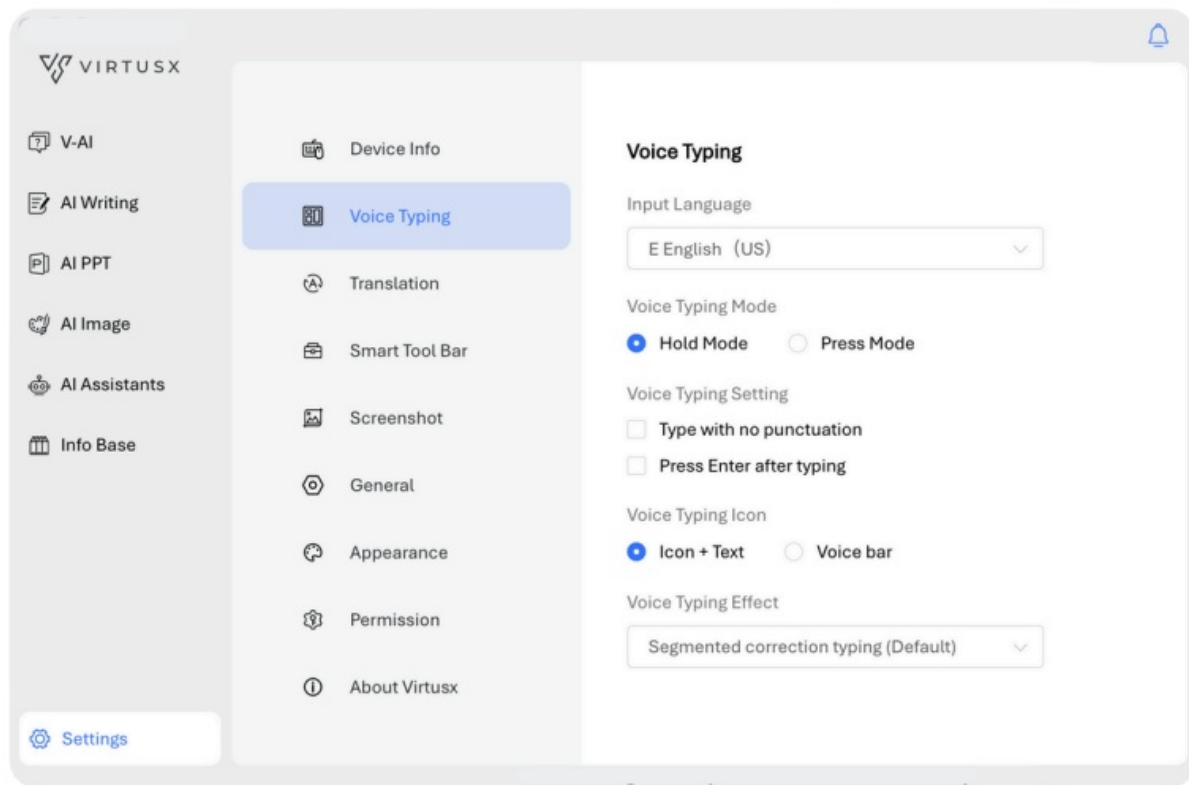 VIRTUSX
V-AI
AI Writing
AI PPT
AI Image
AI Assistants
Info Base
Settings
Device Info
Voice Typing
Translation
Smart Tool Bar
Screenshot
General
Appearance
Permission
About Virtusx
Voice Typing
Input Language
E English (US)
Voice Typing Mode
Hold Mode Press Mode
Voice Typing Setting
Type with no punctuation
Press Enter after typing
Voice Typing Icon
Icon + Text Voice bar
Voice Typing Effect
Segmented correction typing (Default)